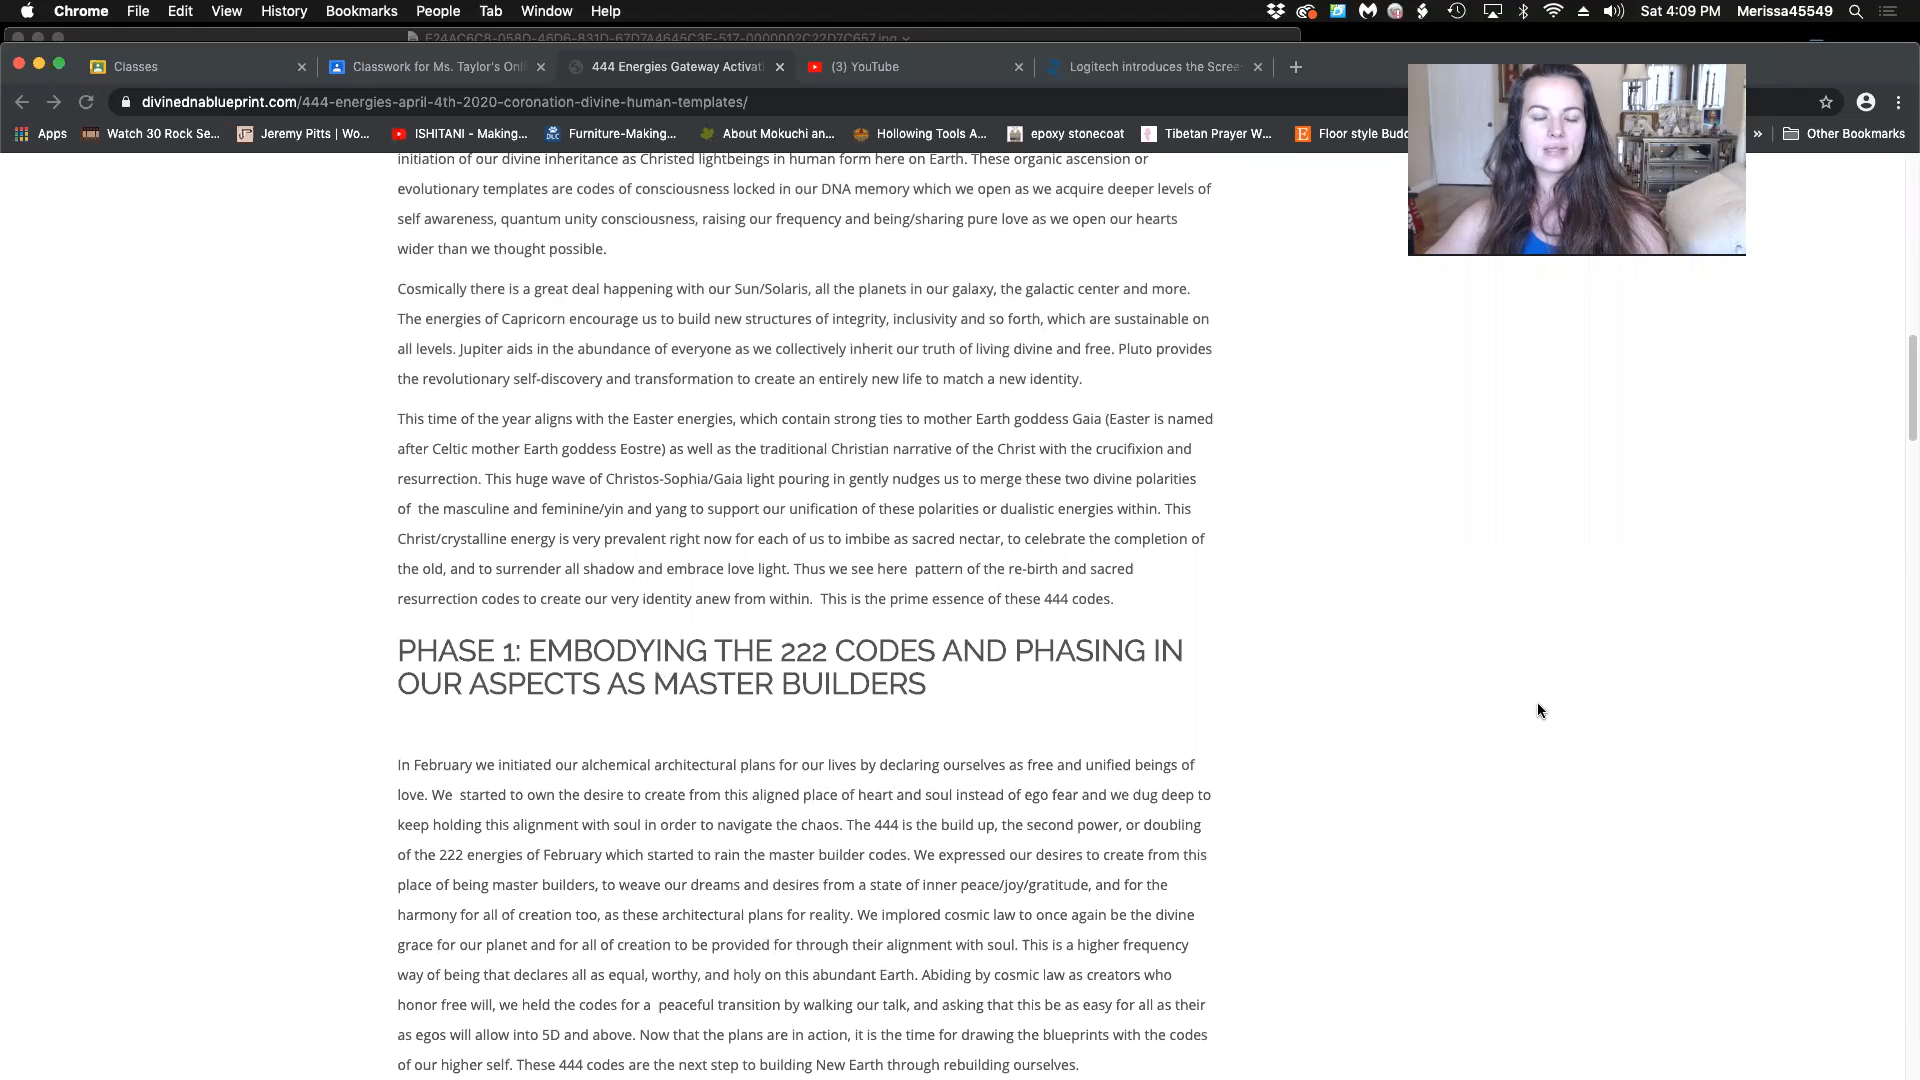 Chrome File Edit View History Bookmarks People Tab Window Help Sat 4:09 PM Merissa45549
Classes Classwork for Ms. Taylor's Onl 444 Energies Gateway Activat (3) YouTube Logitech introduces the Scree
divinednablueprint.com/444-energies-april-4th-2020-coronation-divine-human-templates/
Apps Watch 30 Rock Se... Jeremy Pitts | Wo... ISHITANI - Making... Furniture-Making... About Mokuchi an... Hollowing Tools A... epoxy stonecoat Tibetan Prayer W... Floor style Budd » Other Bookmarks
initiation of our divine inheritance as Christed lightbeings in human form here on Earth. These organic ascension or
evolutionary templates are codes of consciousness locked in our DNA memory which we open as we acquire deeper levels of
self awareness, quantum unity consciousness, raising our frequency and being/sharing pure love as we open our hearts
wider than we thought possible.
Cosmically there is a great deal happening with our Sun/Solaris, all the planets in our galaxy, the galactic center and more.
The energies of Capricorn encourage us to build new structures of integrity, inclusivity and so forth, which are sustainable on
all levels. Jupiter aids in the abundance of everyone as we collectively inherit our truth of living divine and free. Pluto provides
the revolutionary self-discovery and transformation to create an entirely new life to match a new identity.
This time of the year aligns with the Easter energies, which contain strong ties to mother Earth goddess Gaia (Easter is named
after Celtic mother Earth goddess Eostre) as well as the traditional Christian narrative of the Christ with the crucifixion and
resurrection. This huge wave of Christos-Sophia/Gaia light pouring in gently nudges us to merge these two divine polarities
of  the masculine and feminine/yin and yang to support our unification of these polarities or dualistic energies within. This
Christ/crystalline energy is very prevalent right now for each of us to imbibe as sacred nectar, to celebrate the completion of
the old, and to surrender all shadow and embrace love light. Thus we see here  pattern of the re-birth and sacred
resurrection codes to create our very identity anew from within.  This is the prime essence of these 444 codes.
PHASE 1: EMBODYING THE 222 CODES AND PHASING IN
OUR ASPECTS AS MASTER BUILDERS
In February we initiated our alchemical architectural plans for our lives by declaring ourselves as free and unified beings of
love. We  started to own the desire to create from this aligned place of heart and soul instead of ego fear and we dug deep to
keep holding this alignment with soul in order to navigate the chaos. The 444 is the build up, the second power, or doubling
of the 222 energies of February which started to rain the master builder codes. We expressed our desires to create from this
place of being master builders, to weave our dreams and desires from a state of inner peace/joy/gratitude, and for the
harmony for all of creation too, as these architectural plans for reality. We implored cosmic law to once again be the divine
grace for our planet and for all of creation to be provided for through their alignment with soul. This is a higher frequency
way of being that declares all as equal, worthy, and holy on this abundant Earth. Abiding by cosmic law as creators who
honor free will, we held the codes for a  peaceful transition by walking our talk, and asking that this be as easy for all as their
as egos will allow into 5D and above. Now that the plans are in action, it is the time for drawing the blueprints with the codes
of our higher self. These 444 codes are the next step to building New Earth through rebuilding ourselves.